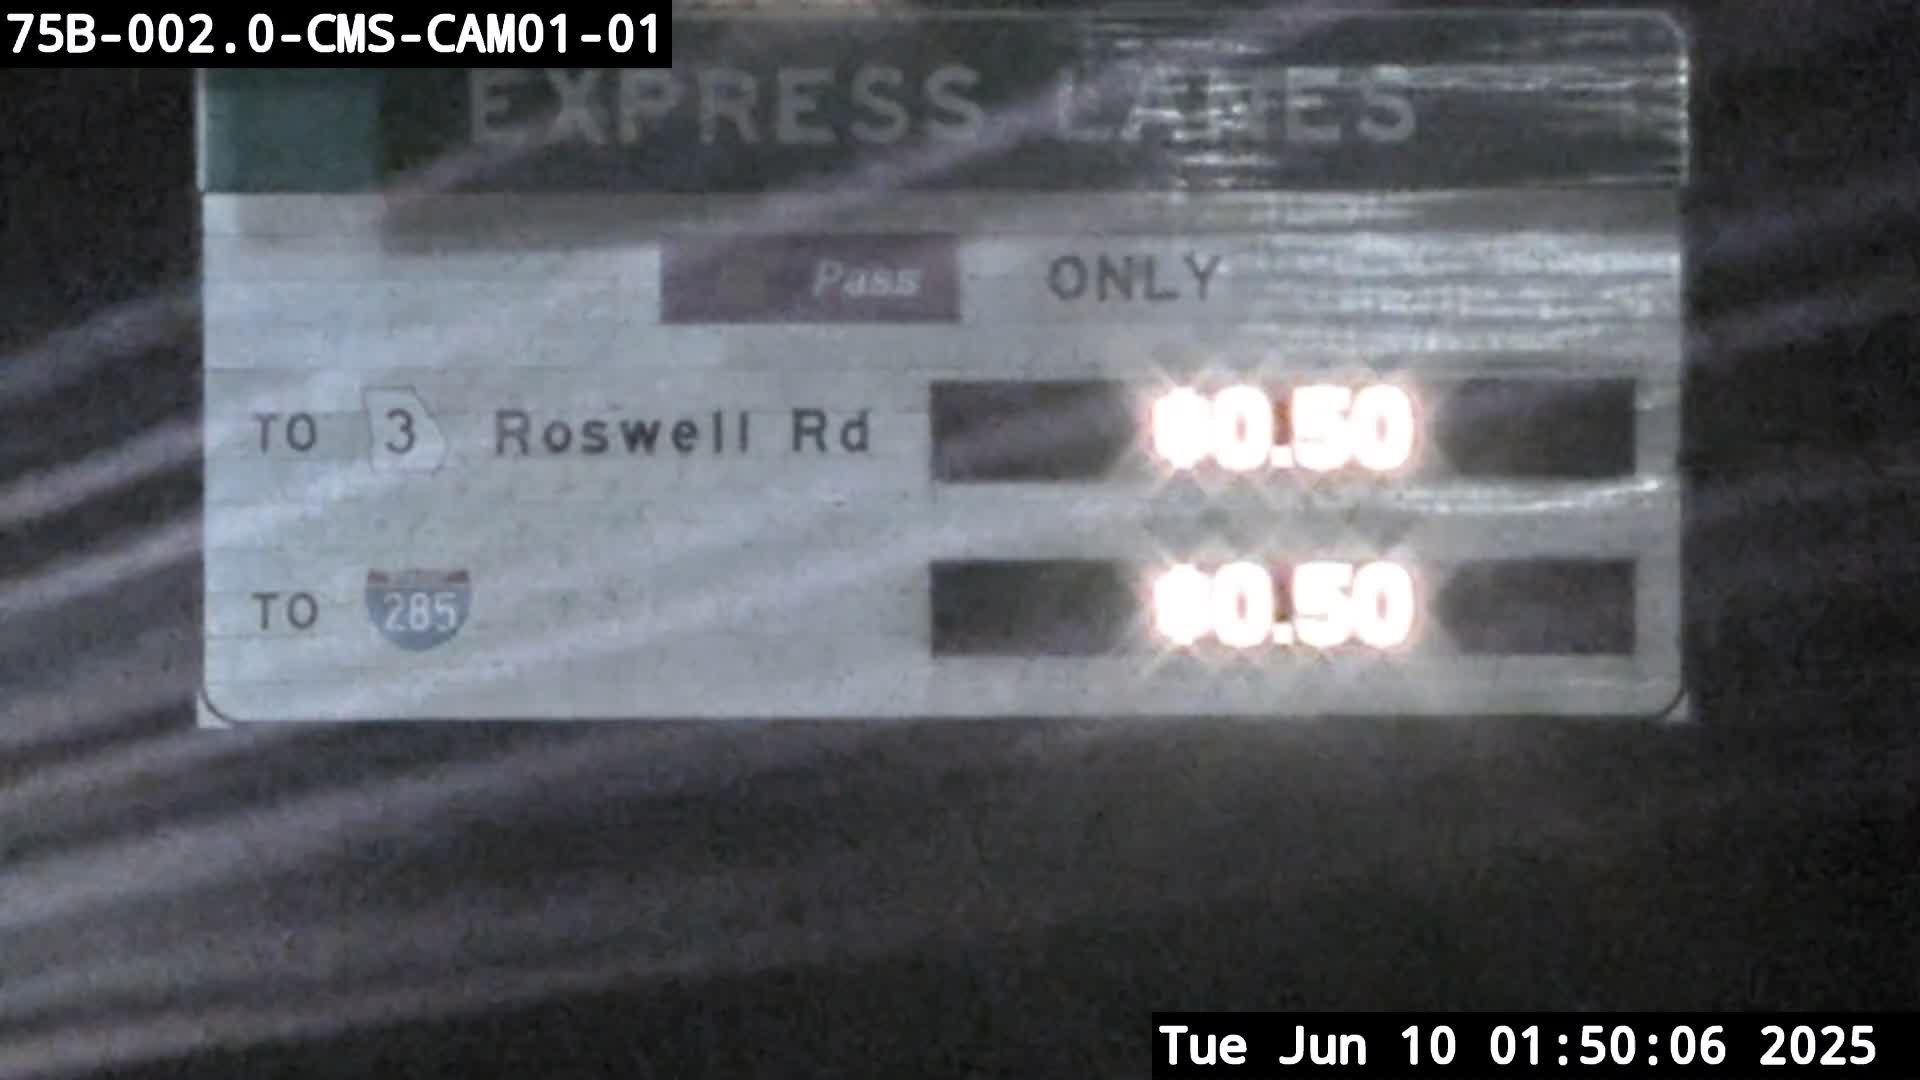 75B-002.0-CMS-CAM01-01
EXPRESS LANES
Pass ONLY
TO 3 Roswell Rd $0.50
TO 285 $0.50
Tue Jun 10 01:50:06 2025